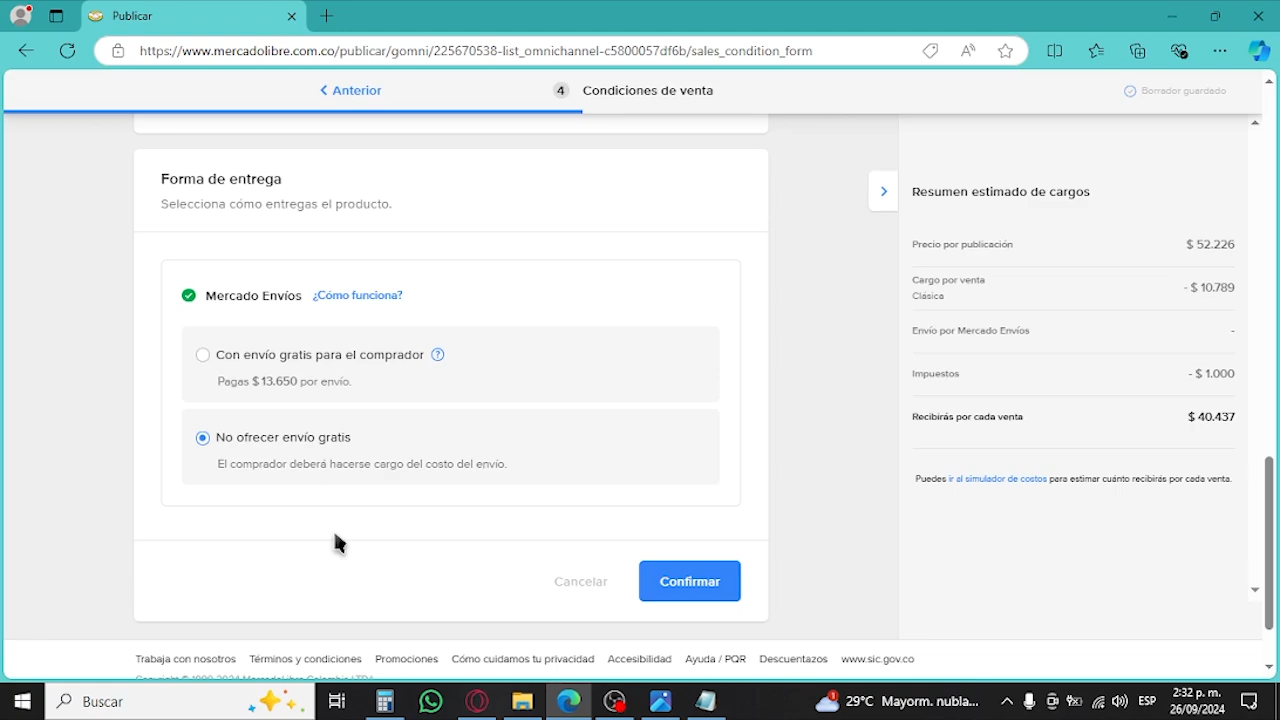 Publicar
https://www.mercadolibre.com.co/publicar/gomni/225670538-list_omnichannel-c5800057df6b/sales_condition_form
Anterior
4 Condiciones de venta
Borrador guardado
Forma de entrega
Selecciona cómo entregas el producto.
Mercado Envíos ¿Cómo funciona?
Con envío gratis para el comprador ?
Pagas $ 13.650 por envío.
No ofrecer envío gratis
El comprador deberá hacerse cargo del costo del envío.
Cancelar
Confirmar
Resumen estimado de cargos
Precio por publicación $ 52.226
Cargo por venta - $ 10.789
Clásica
Envío por Mercado Envíos -
Impuestos - $ 1.000
Recibirás por cada venta $ 40.437
Puedes ir al simulador de costos para estimar cuánto recibirás por cada venta.
Trabaja con nosotros Términos y condiciones Promociones Cómo cuidamos tu privacidad Accesibilidad Ayuda / PQR Descuentazos www.sic.gov.co
Buscar
1
29°C Mayorm. nubla...
ESP
2:32 p. m.
26/09/2024